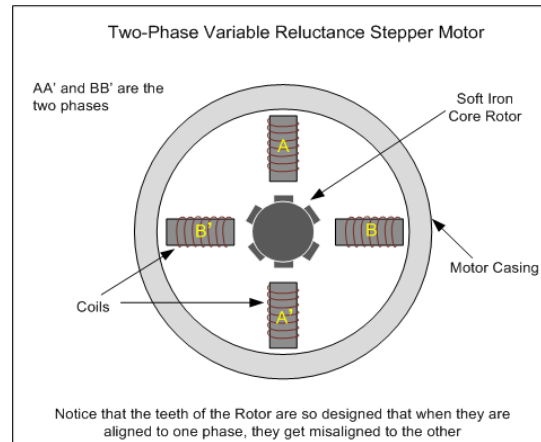 Two-Phase Variable Reluctance Stepper Motor
AA' and BB' are the
two phases
Soft Iron
Core Rotor
A
B'
B
Motor Casing
Coils
A'
Notice that the teeth of the Rotor are so designed that when they are
aligned to one phase, they get misaligned to the other